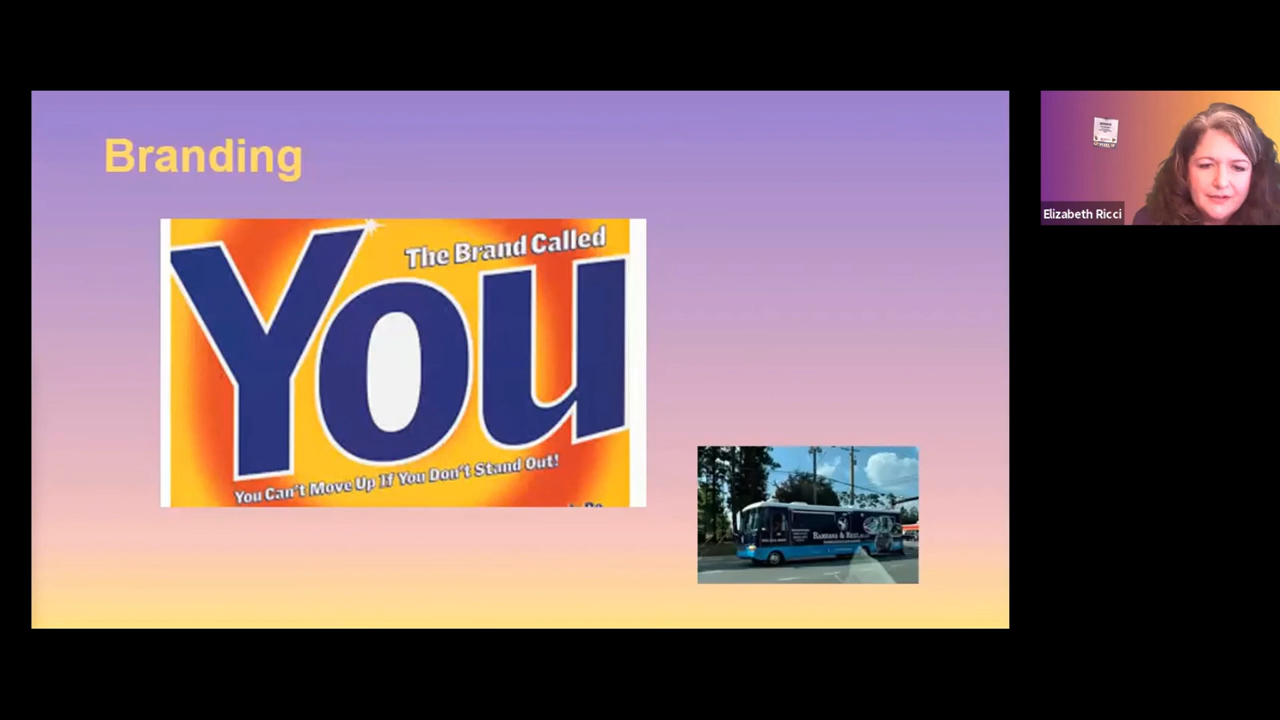 Branding
The Brand Called
You
You Can't Move Up If You Don't Stand Out!
Elizabeth Ricci